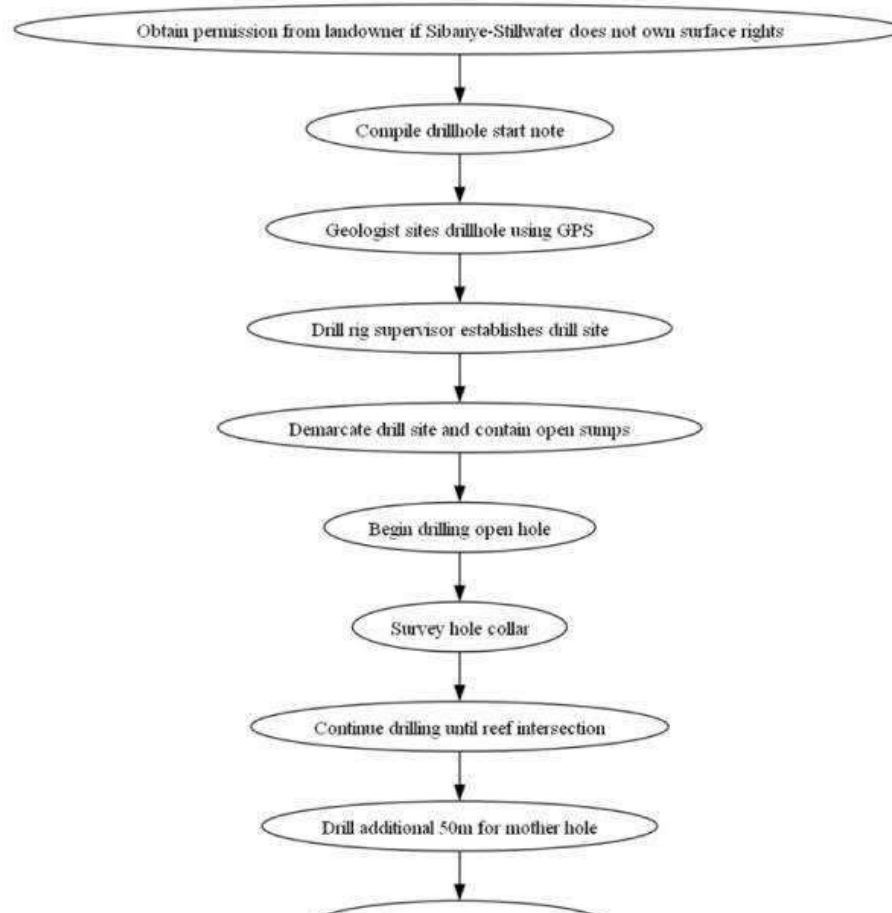 Obtain permission from landowner if Sibanye-Stillwater does not own surface rights
Compile drillhole start note
Geologist sites drillhole using GPS
Drill rig supervisor establishes drill site
Demarcate drill site and contain open sumps
Begin drilling open hole
Survey hole collar
Continue drilling until reef intersection
Drill additional 50m for mother hole